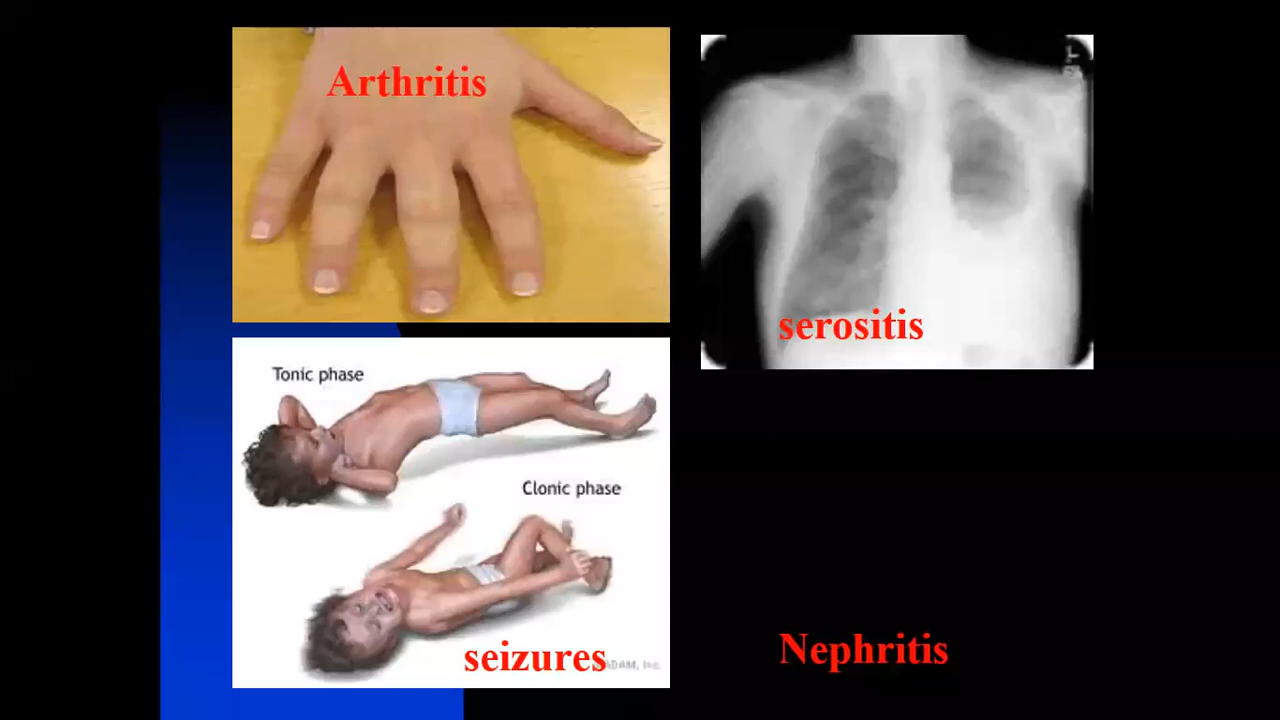 Arthritis
L
serositis
Tonic phase
Clonic phase
seizures
ADAM, Inc.
Nephritis